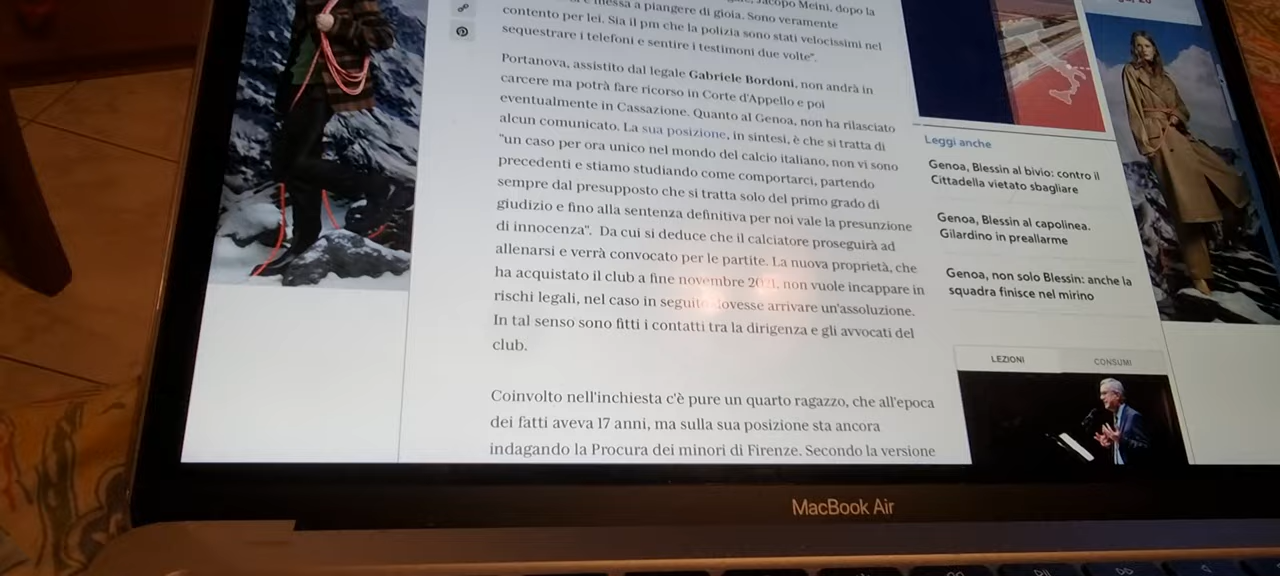 messa a piangere di gioia. Sono veramente
Jacopo Meini, dopo la
contento per lei. Sia il pm che la polizia sono stati velocissimi nel
sequestrare i telefoni e sentire i testimoni due volte".
Portanova, assistito dal legale Gabriele Bordoni, non andrà in
carcere ma potrà fare ricorso in Corte d'Appello e poi
eventualmente in Cassazione. Quanto al Genoa, non ha rilasciato
alcun comunicato. La sua posizione, in sintesi, è che si tratta di
"un caso per ora unico nel mondo del calcio italiano, non vi sono
precedenti e stiamo studiando come comportarci, partendo
sempre dal presupposto che si tratta solo del primo grado di
giudizio e fino alla sentenza definitiva per noi vale la presunzione
di innocenza". Da cui si deduce che il calciatore proseguirà ad
allenarsi e verrà convocato per le partite. La nuova proprietà, che
ha acquistato il club a fine novembre 2021, non vuole incappare in
rischi legali, nel caso in seguito dovesse arrivare un'assoluzione.
In tal senso sono fitti i contatti tra la dirigenza e gli avvocati del
club.
Coinvolto nell'inchiesta c'è pure un quarto ragazzo, che all'epoca
dei fatti aveva 17 anni, ma sulla sua posizione sta ancora
indagando la Procura dei minori di Firenze. Secondo la versione
Leggi anche
Genoa, Blessin al bivio: contro il
Cittadella vietato sbagliare
Genoa, Blessin al capolinea.
Gilardino in preallarme
Genoa, non solo Blessin: anche la
squadra finisce nel mirino
LEZIONI
CONSUMI
MacBook Air